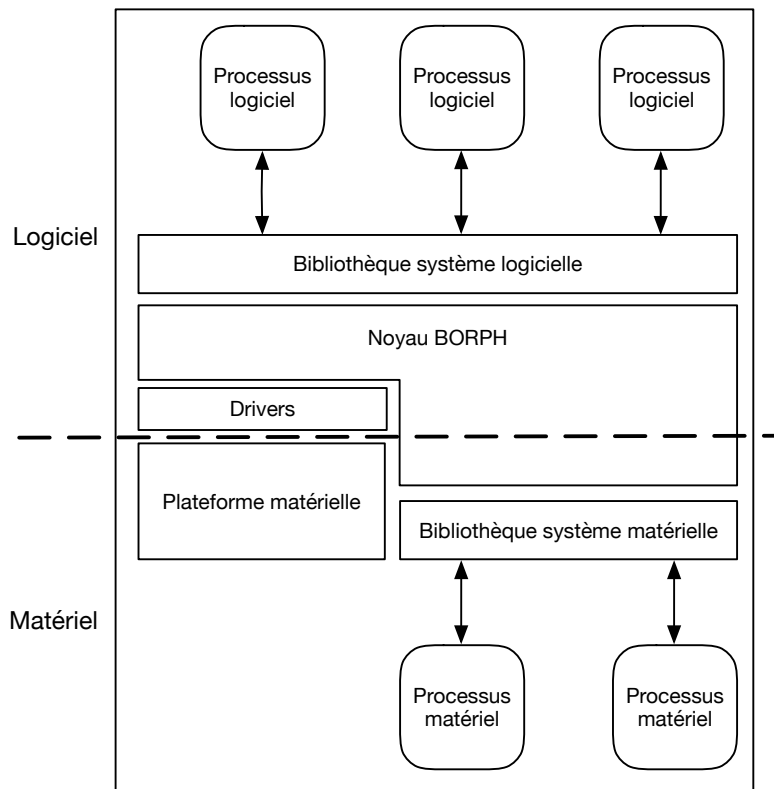 Processus
logiciel
Processus
logiciel
Processus
logiciel
Logiciel
Bibliothèque système logicielle
Noyau BORPH
Drivers
Plateforme matérielle
Bibliothèque système matérielle
Matériel
Processus
matériel
Processus
matériel